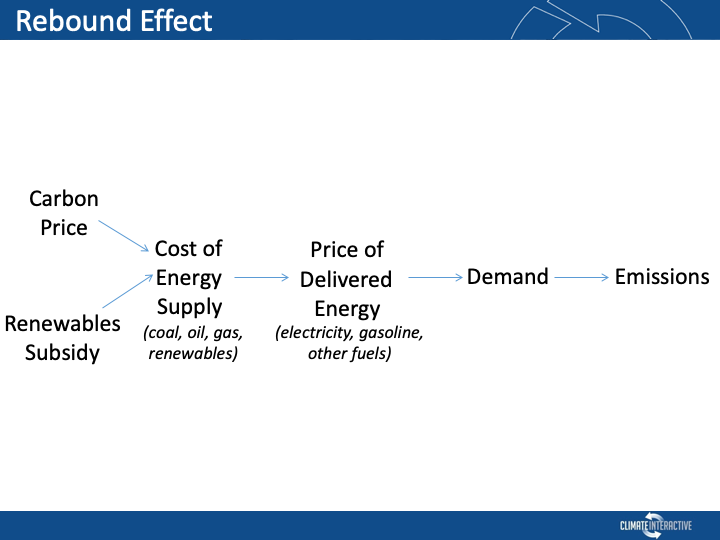 Rebound Effect
Carbon
Price
Renewables
Subsidy
Cost of
Energy
Supply
(coal, oil, gas,
renewables)
Price of
Delivered
Energy
(electricity, gasoline,
other fuels)
Demand
Emissions
CLIMATE INTERACTIVE